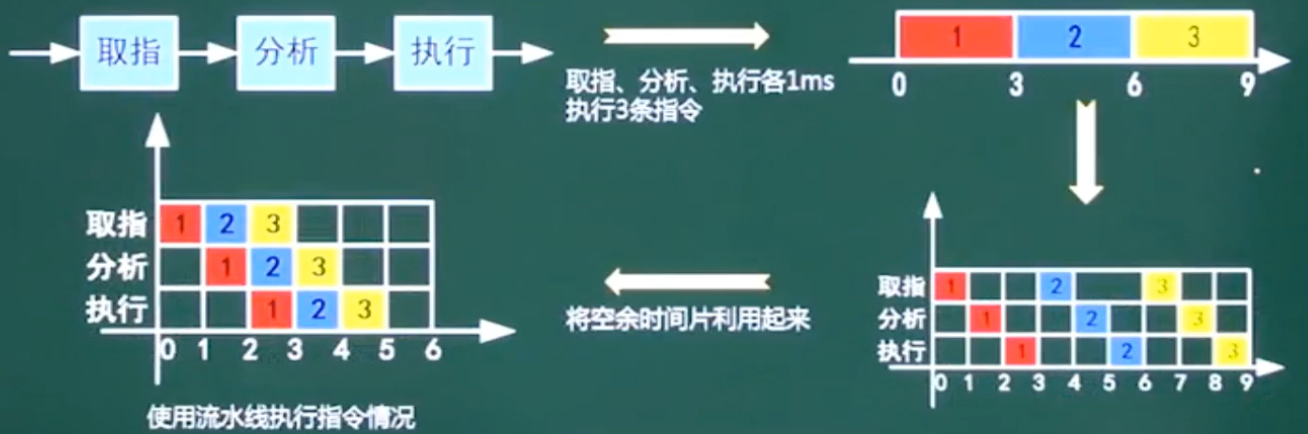 取指 分析 执行
取指、分析、执行各1ms
执行3条指令
1 2 3
0 3 6 9
取指 1 2 3
分析 1 2 3
执行 1 2 3
0 1 2 3 4 5 6
使用流水线执行指令情况
将空余时间片利用起来
取指 1 2 3
分析 1 2 3
执行 1 2 3
0 1 2 3 4 5 6 7 8 9